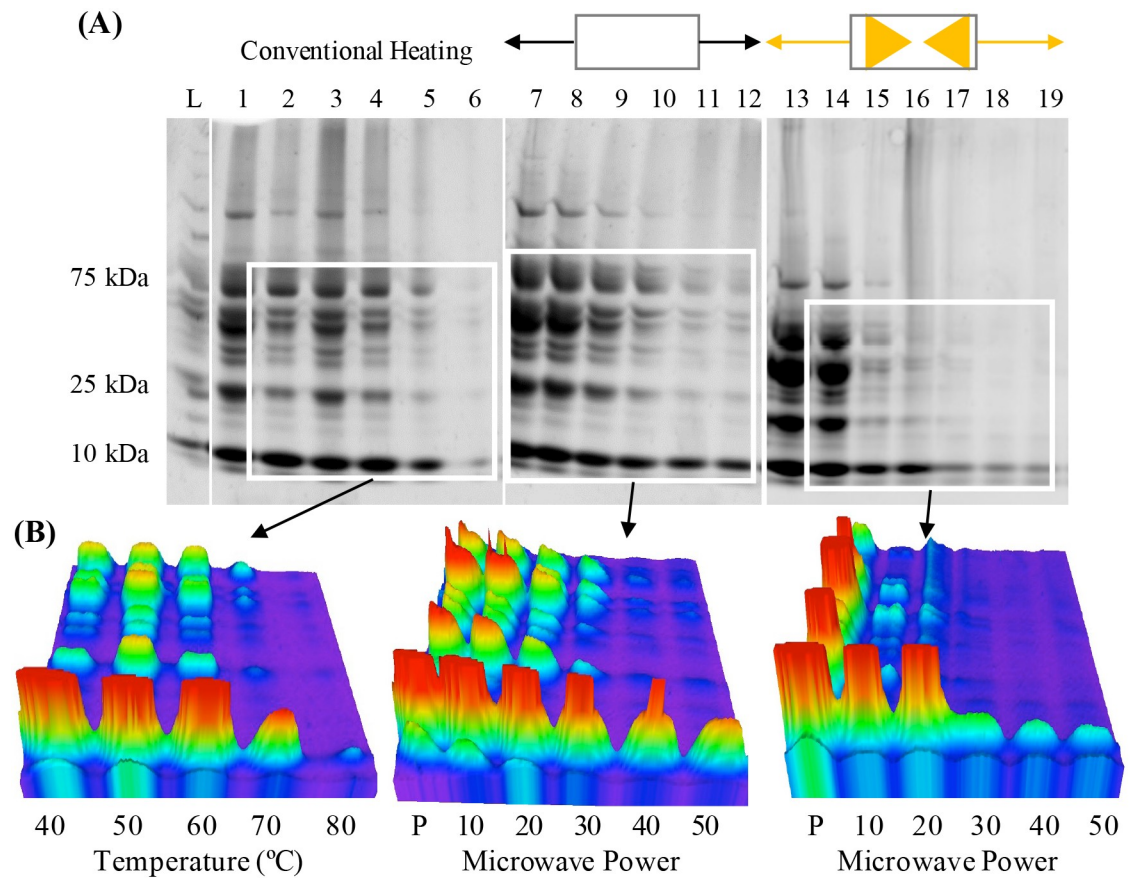 (A)
Conventional Heating
L 1 2 3 4 5 6 7 8 9 10 11 12 13 14 15 16 17 18 19
75 kDa
25 kDa
10 kDa
(B)
40 50 60 70 80 P 10 20 30 40 50 P 10 20 30 40 50
Temperature (ºC) Microwave Power Microwave Power